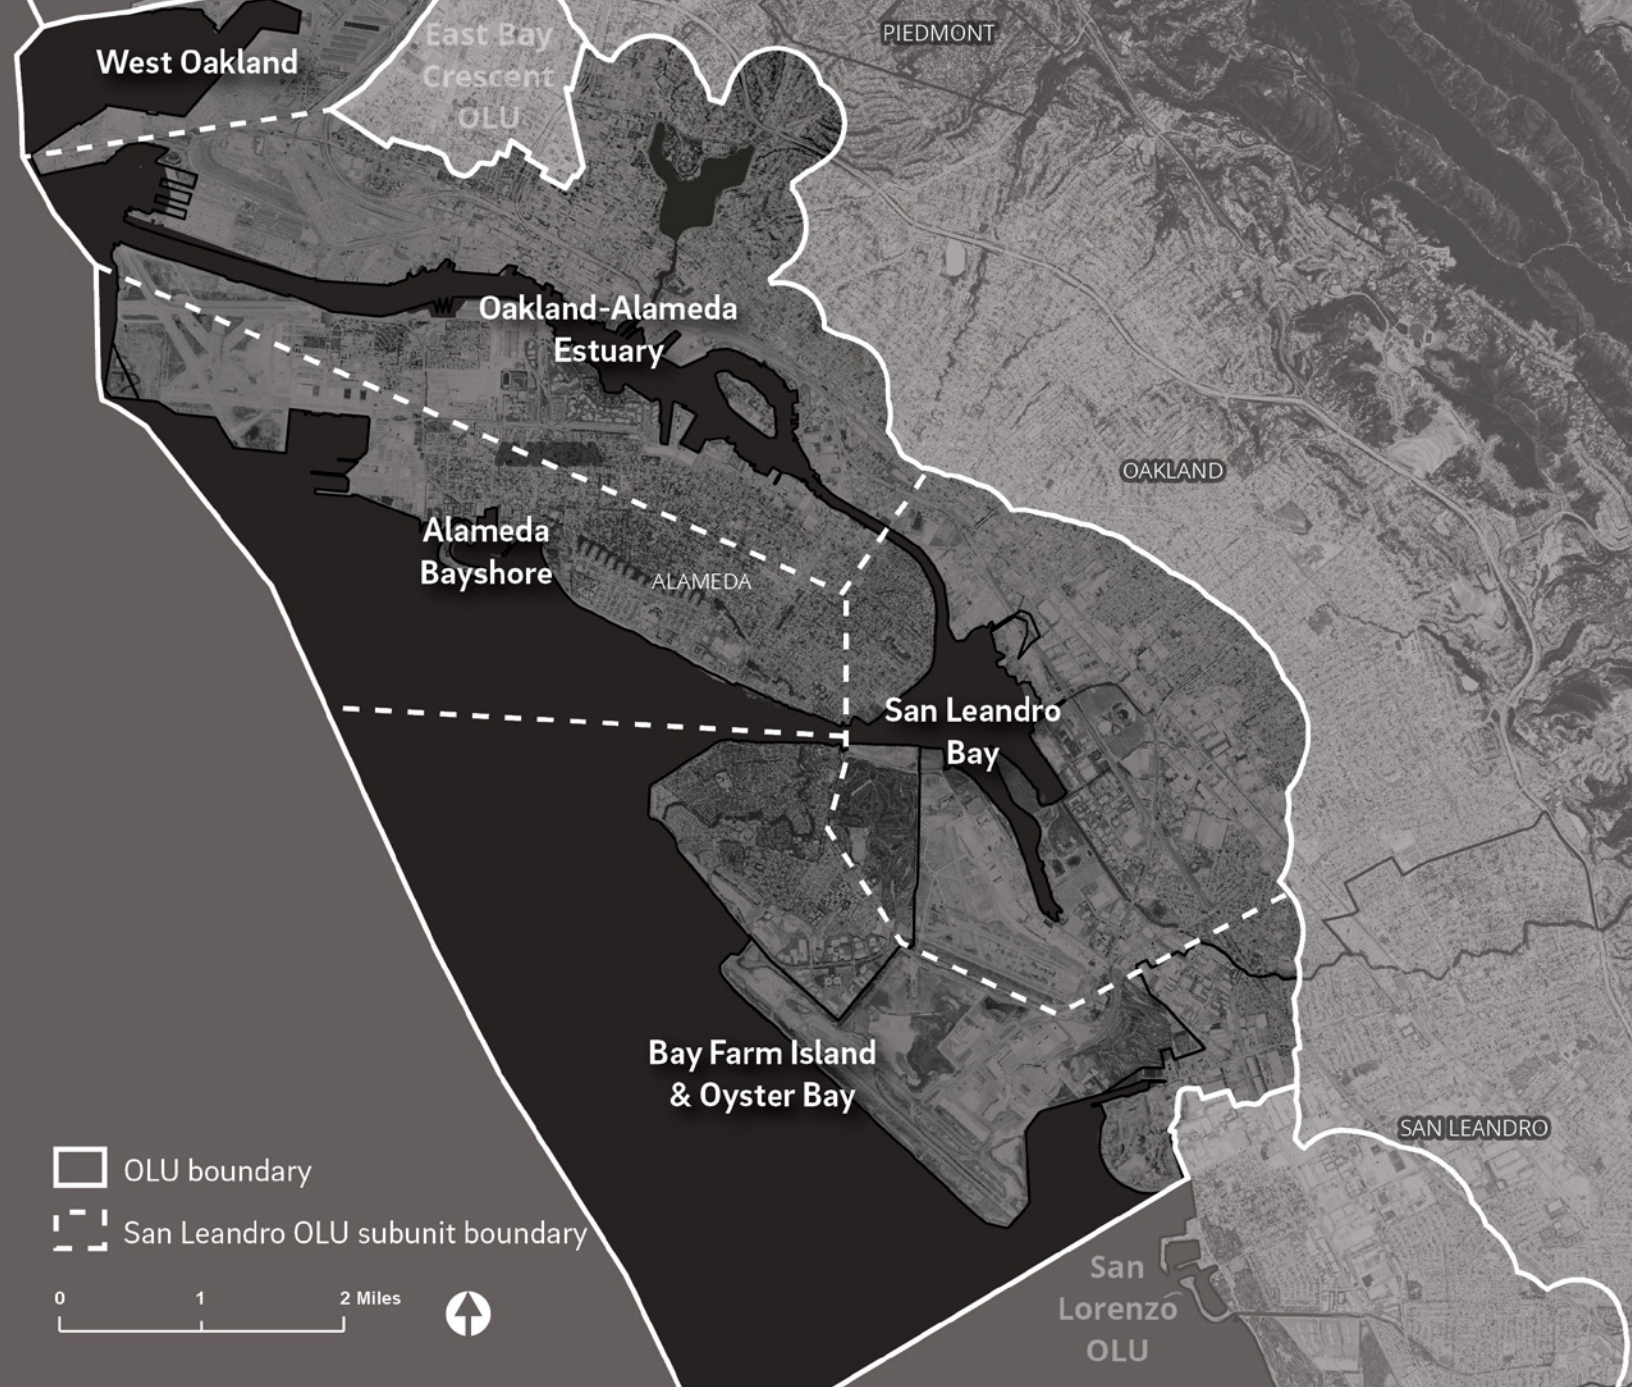 East Bay
Crescent
OLU
PIEDMONT
West Oakland
Oakland-Alameda
Estuary
OAKLAND
Alameda
Bayshore
ALAMEDA
San Leandro
Bay
Bay Farm Island
& Oyster Bay
SAN LEANDRO
OLU boundary
San Leandro OLU subunit boundary
0 1 2 Miles
San
Lorenzo
OLU